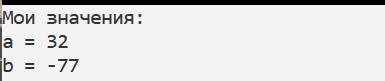 Мои значения:
a = 32
b = -77